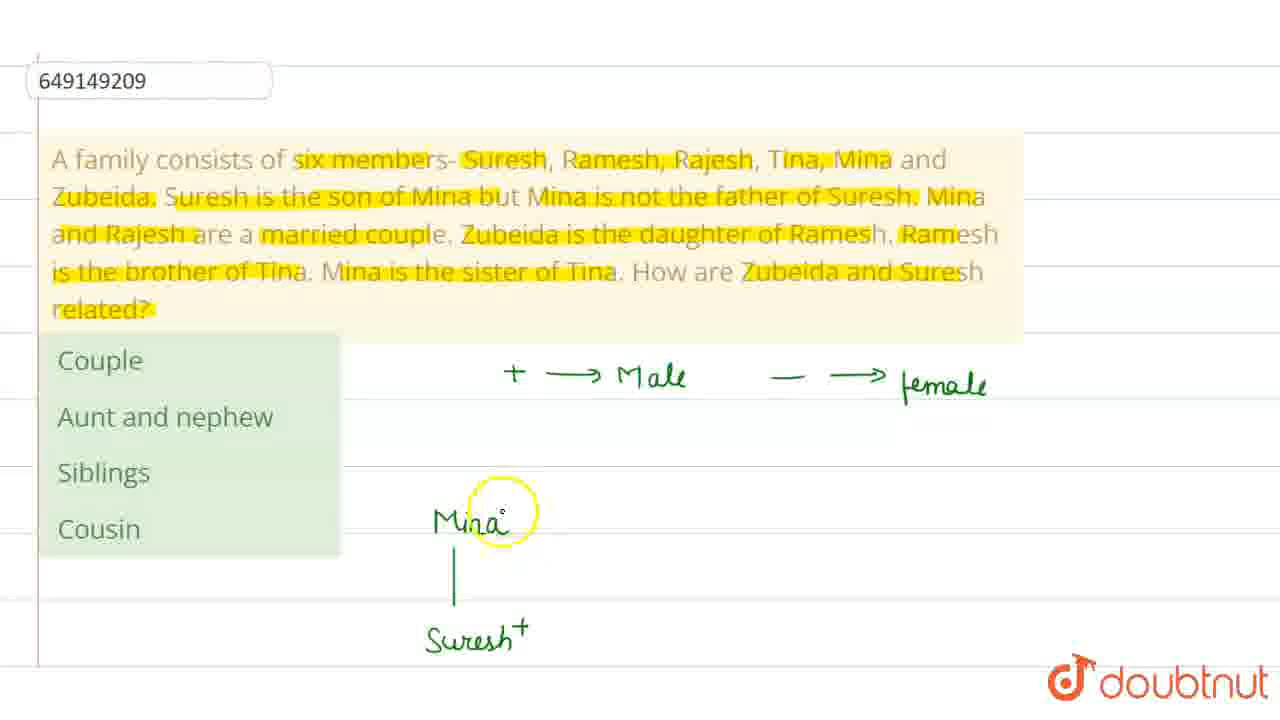 649149209
A family consists of six members- Suresh, Ramesh, Rajesh, Tina, Mina and
Zubeida. Suresh is the son of Mina but Mina is not the father of Suresh. Mina
and Rajesh are a married couple. Zubeida is the daughter of Ramesh. Ramesh
is the brother of Tina. Mina is the sister of Tina. How are Zubeida and Suresh
related?
Couple
+ → Male — → female
Aunt and nephew
Siblings
Mina
Cousin
Suresh+
doubtnut